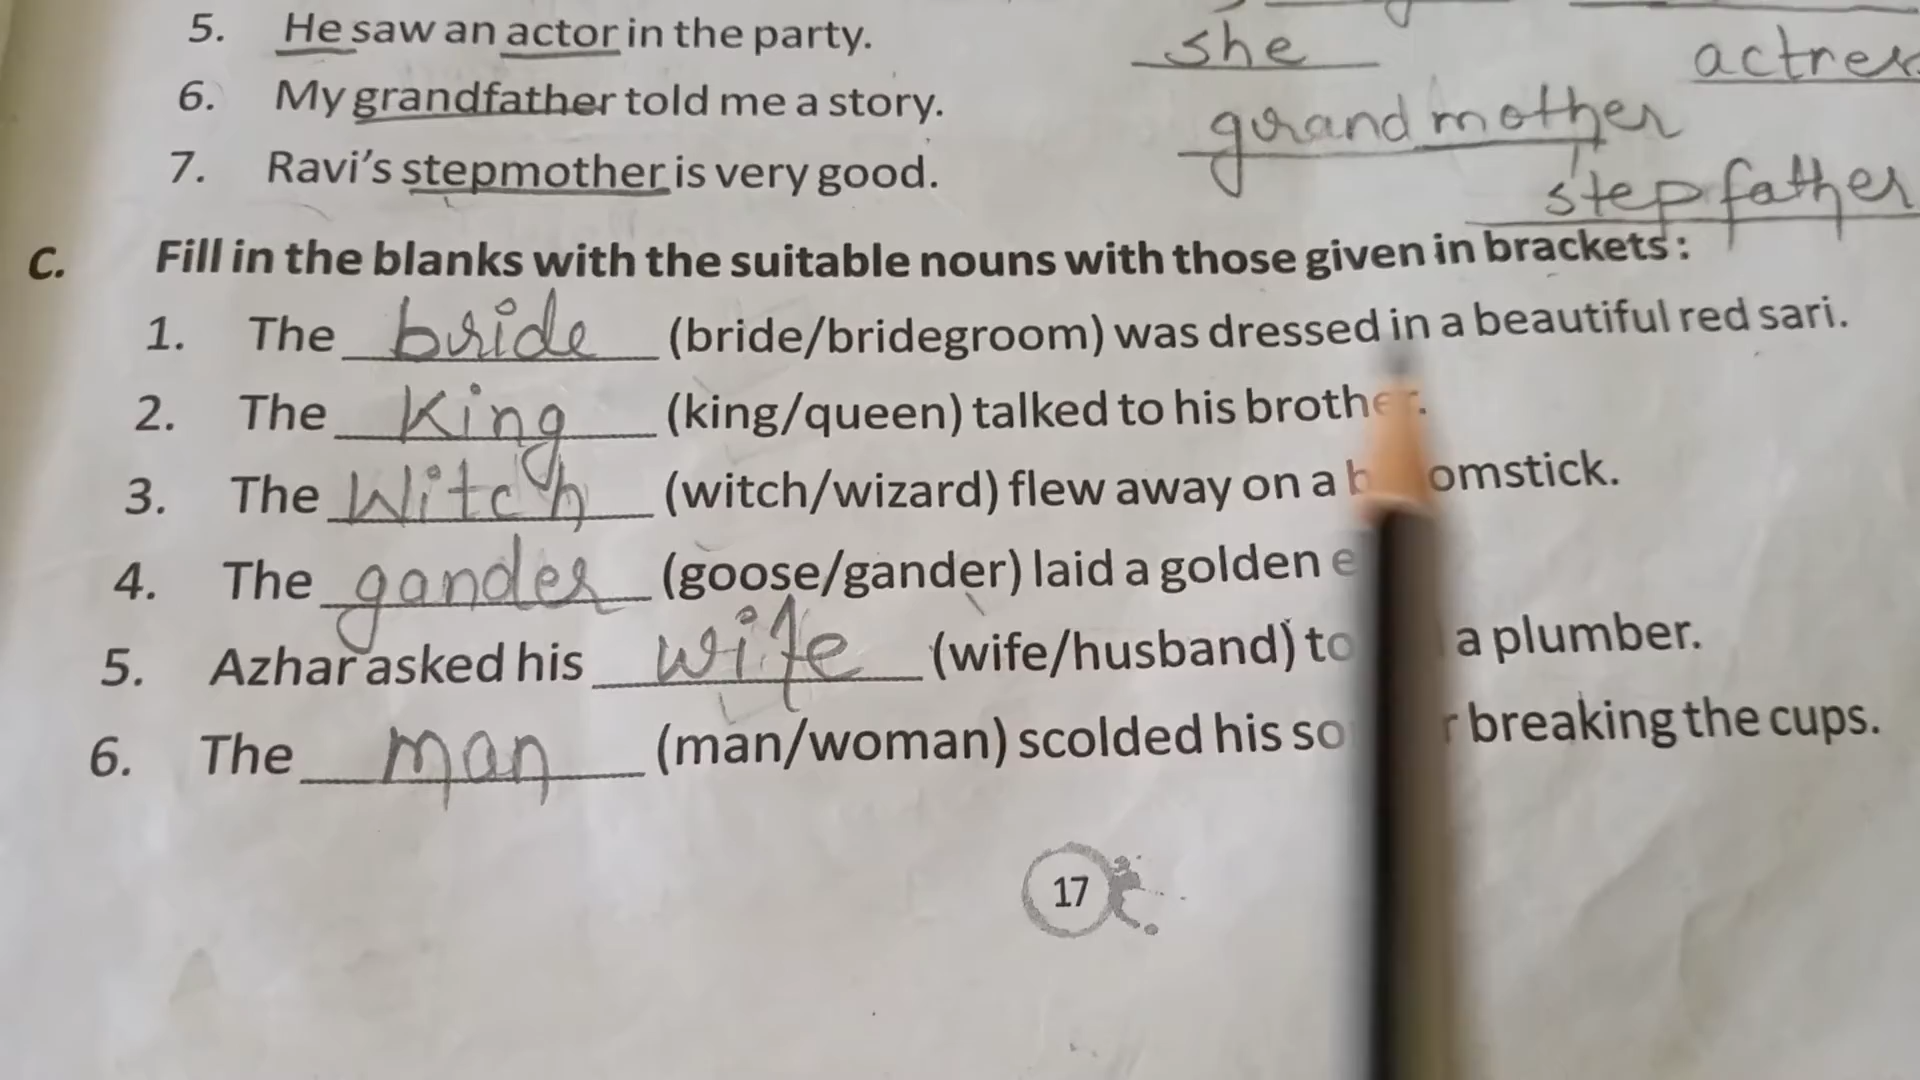 5. He saw an actor in the party. she
6. My grandfather told me a story. grandmother
7. Ravi's stepmother is very good. stepfather
C. Fill in the blanks with the suitable nouns with those given in brackets :
1. The bride (bride/bridegroom) was dressed in a beautiful red sari.
2. The King (king/queen) talked to his brother.
3. The Witch (witch/wizard) flew away on a
4. The gander (goose/gander) laid a golden
5. Azhar asked his wife (wife/husband) to a plumber.
6. The man (man/woman) scolded his breaking the cups.
17